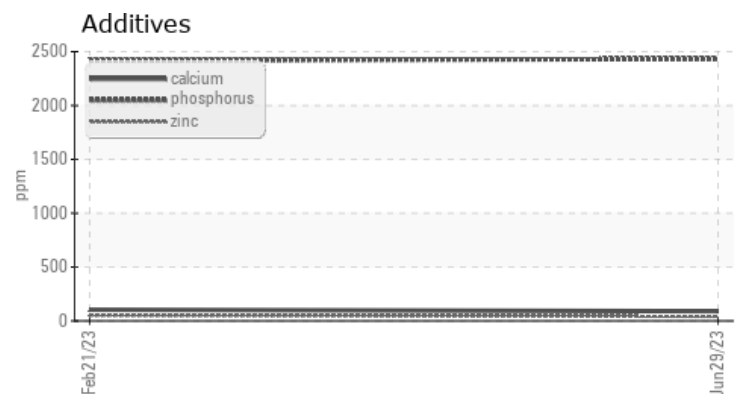 Additives
2500
calcium
phosphorus
2000
zinc
1500
ppm
1000
500
0
Feb21/23
Jun29/23